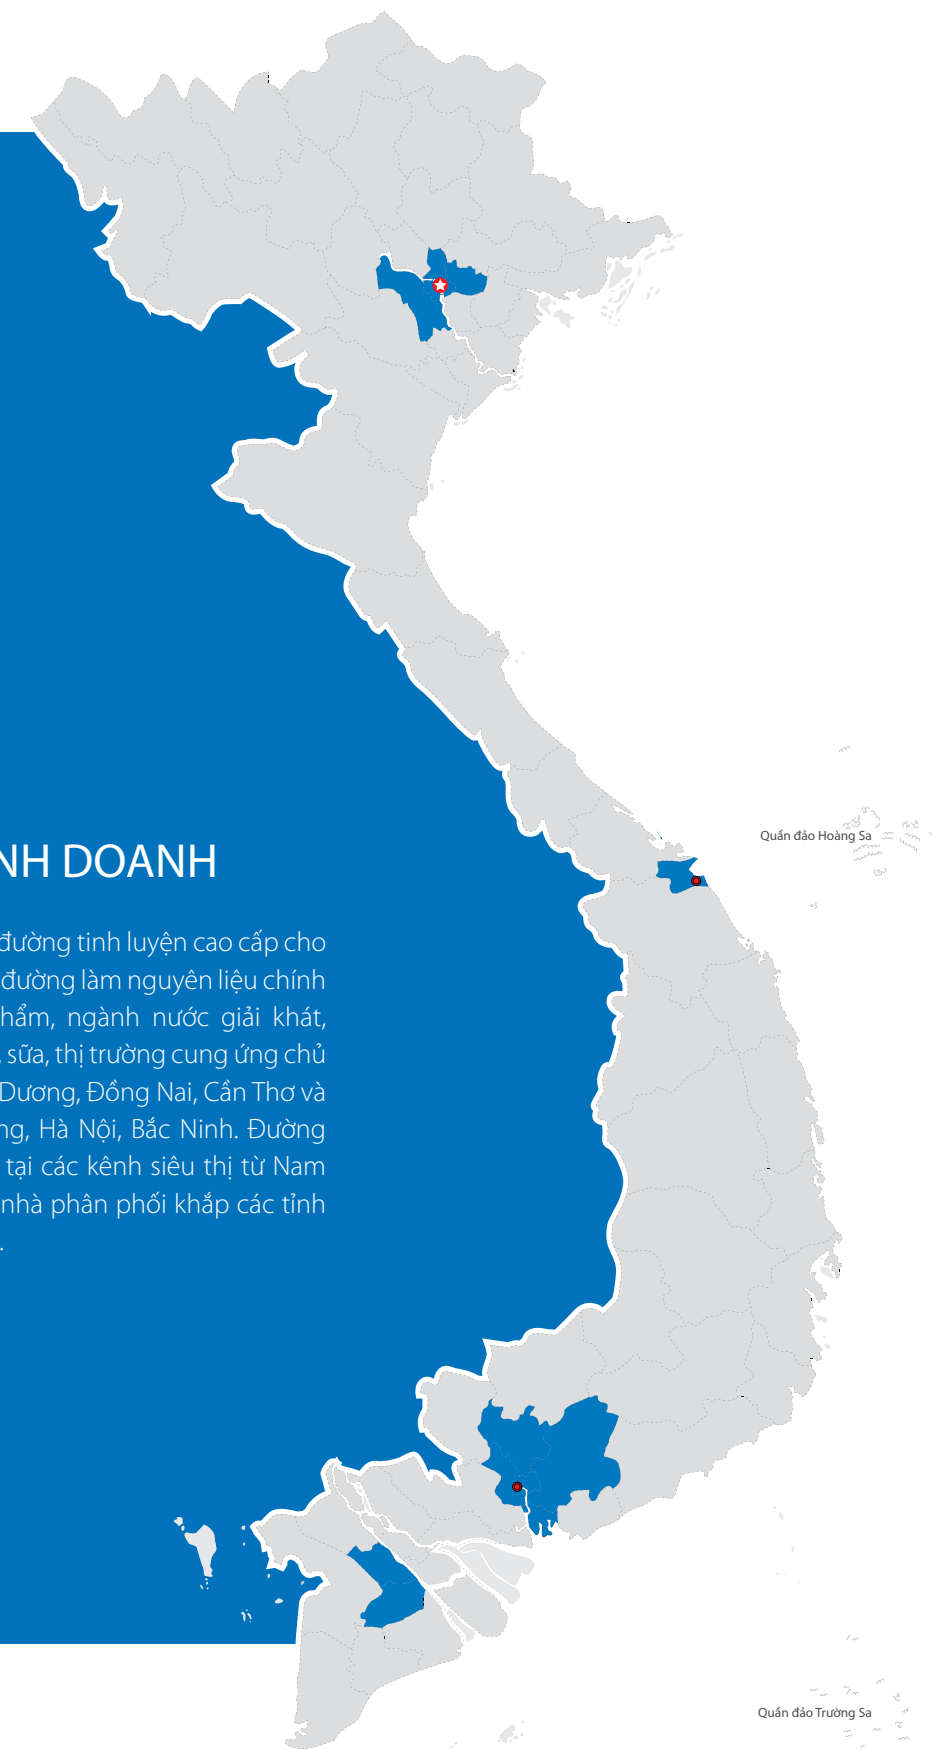 NH DOANH
đường tinh luyện cao cấp cho
đường làm nguyên liệu chính
hẩm, ngành nước giải khát,
sữa, thị trường cung ứng chủ
Dương, Đồng Nai, Cần Thơ và
ng, Hà Nội, Bắc Ninh. Đường
tại các kênh siêu thị từ Nam
nhà phân phối khắp các tỉnh
.
Quần đảo Hoàng Sa
Quần đảo Trường Sa